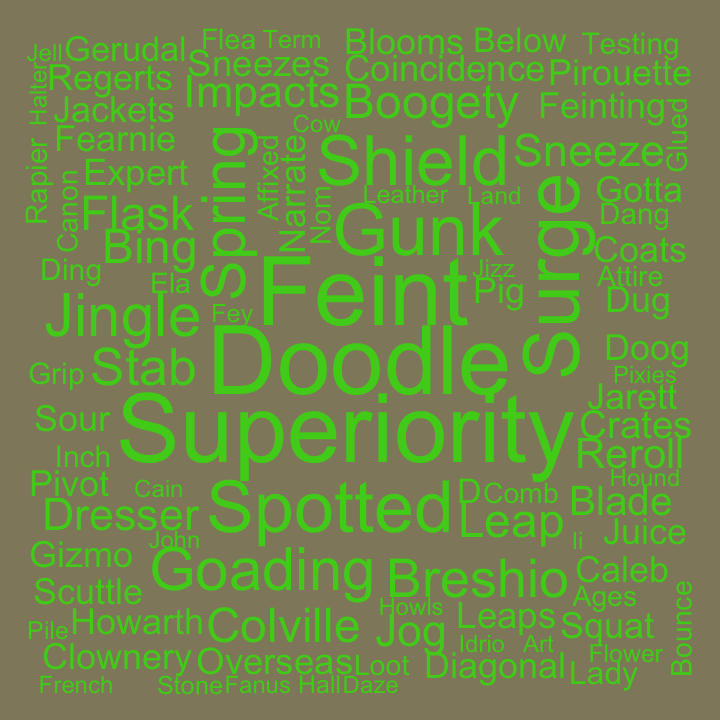 Jell
Gerudal
Flea
Term
Blooms
Below
Testing
Halter
Regerts
Sneezes
Coincidence
Pirouette
Jackets
Impacts
Boogety
Feinting
Glued
Rapier
Fearnie
Cow
Shield
Sneeze
Canon
Expert
Spring
Affixed
Narrate
Nom
Leather
Land
Surge
Gotta
Flask
Gunk
Dang
Bing
Coats
Ding
Ela
Feint
Jizz
Pig
Attire
Dug
Jingle
Fey
Doodle
Doog
Grip
Stab
Pixies
Superiority
Jarett
Sour
Crates
Inch
Reroll
Pivot
Cain
Spotted
D
Comb
Hound
Blade
Dresser
Leap
Juice
Gizmo
John
Goading
Breshio
Ii
Caleb
Scuttle
Ages
Bounce
Pile
Howarth
Colville
Howls
Jog
Leaps
Squat
Clownery
Overseas
Loot
Idrio
Art
Diagonal
Flower
Lady
French
Stone
Fanus
Hall
Daze